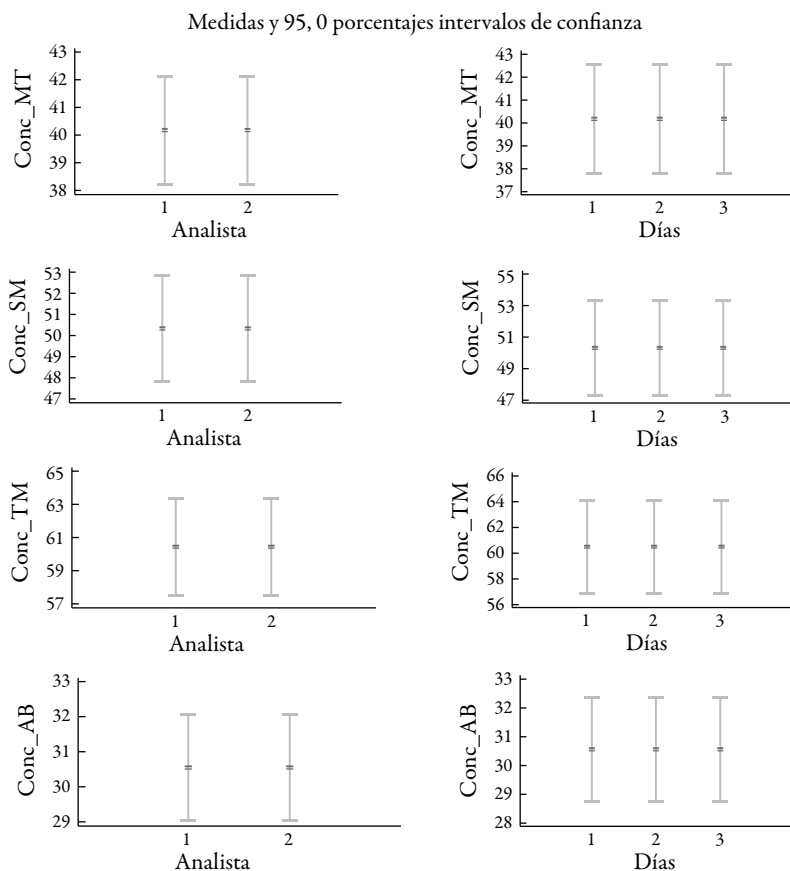 Medidas y 95, 0 porcentajes intervalos de confianza
Conc_MT
43
42
41
40
39
38
1 2
Analista
Conc_MT
43
42
41
40
39
38
37
1 2 3
Días
Conc_SM
53
52
51
50
49
48
47
1 2
Analista
Conc_SM
55
53
51
49
47
1 2 3
Días
Conc_TM
65
63
61
59
57
1 2
Analista
Conc_TM
66
64
62
60
58
56
1 2 3
Días
Conc_AB
33
32
31
30
29
1 2
Analista
Conc_AB
33
32
31
30
29
28
1 2 3
Días